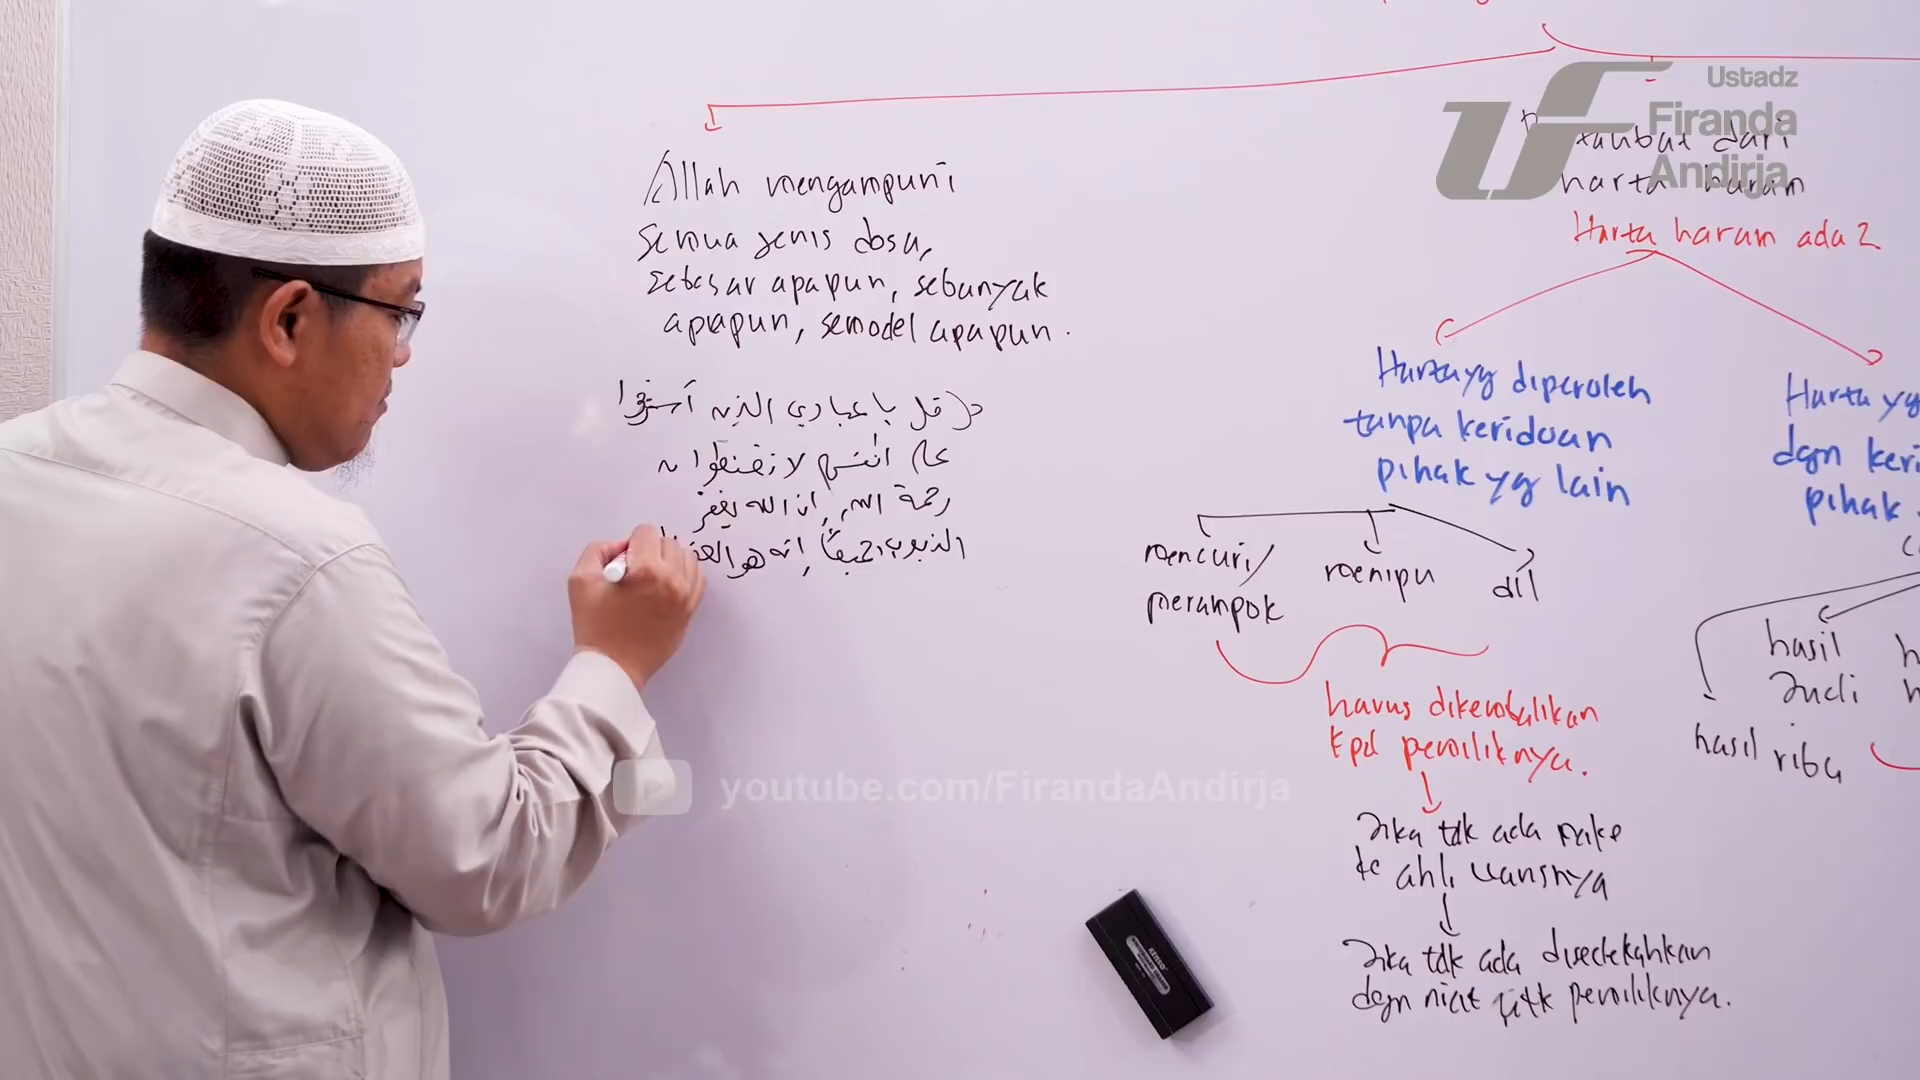 Allah mengampuni
semua jenis dosa,
sebesar apapun, sebanyak
apapun, semodel apapun.
قل يا عبادي الذين أسرفوا
على أنفسهم لا تقنطوا من
رحمة الله, إن الله يغفر
الذنوب جميعًا, إنه هو
taubat dari
harta haram
Harta haram ada 2
Harta yg diperoleh
tanpa keridoan
pihak yg lain
mencuri/
merampok
menipu
dll
harus dikembalikan
kpd pemiliknya.
Jika tdk ada make
ke ahli warisnya
Jika tdk ada disedekahkan
dgn niat utk pemiliknya.
Harta yg
dgn
pihak
hasil
Judi
hasil riba
Ustadz
Firanda
Andirja
youtube.com/FirandaAndirja